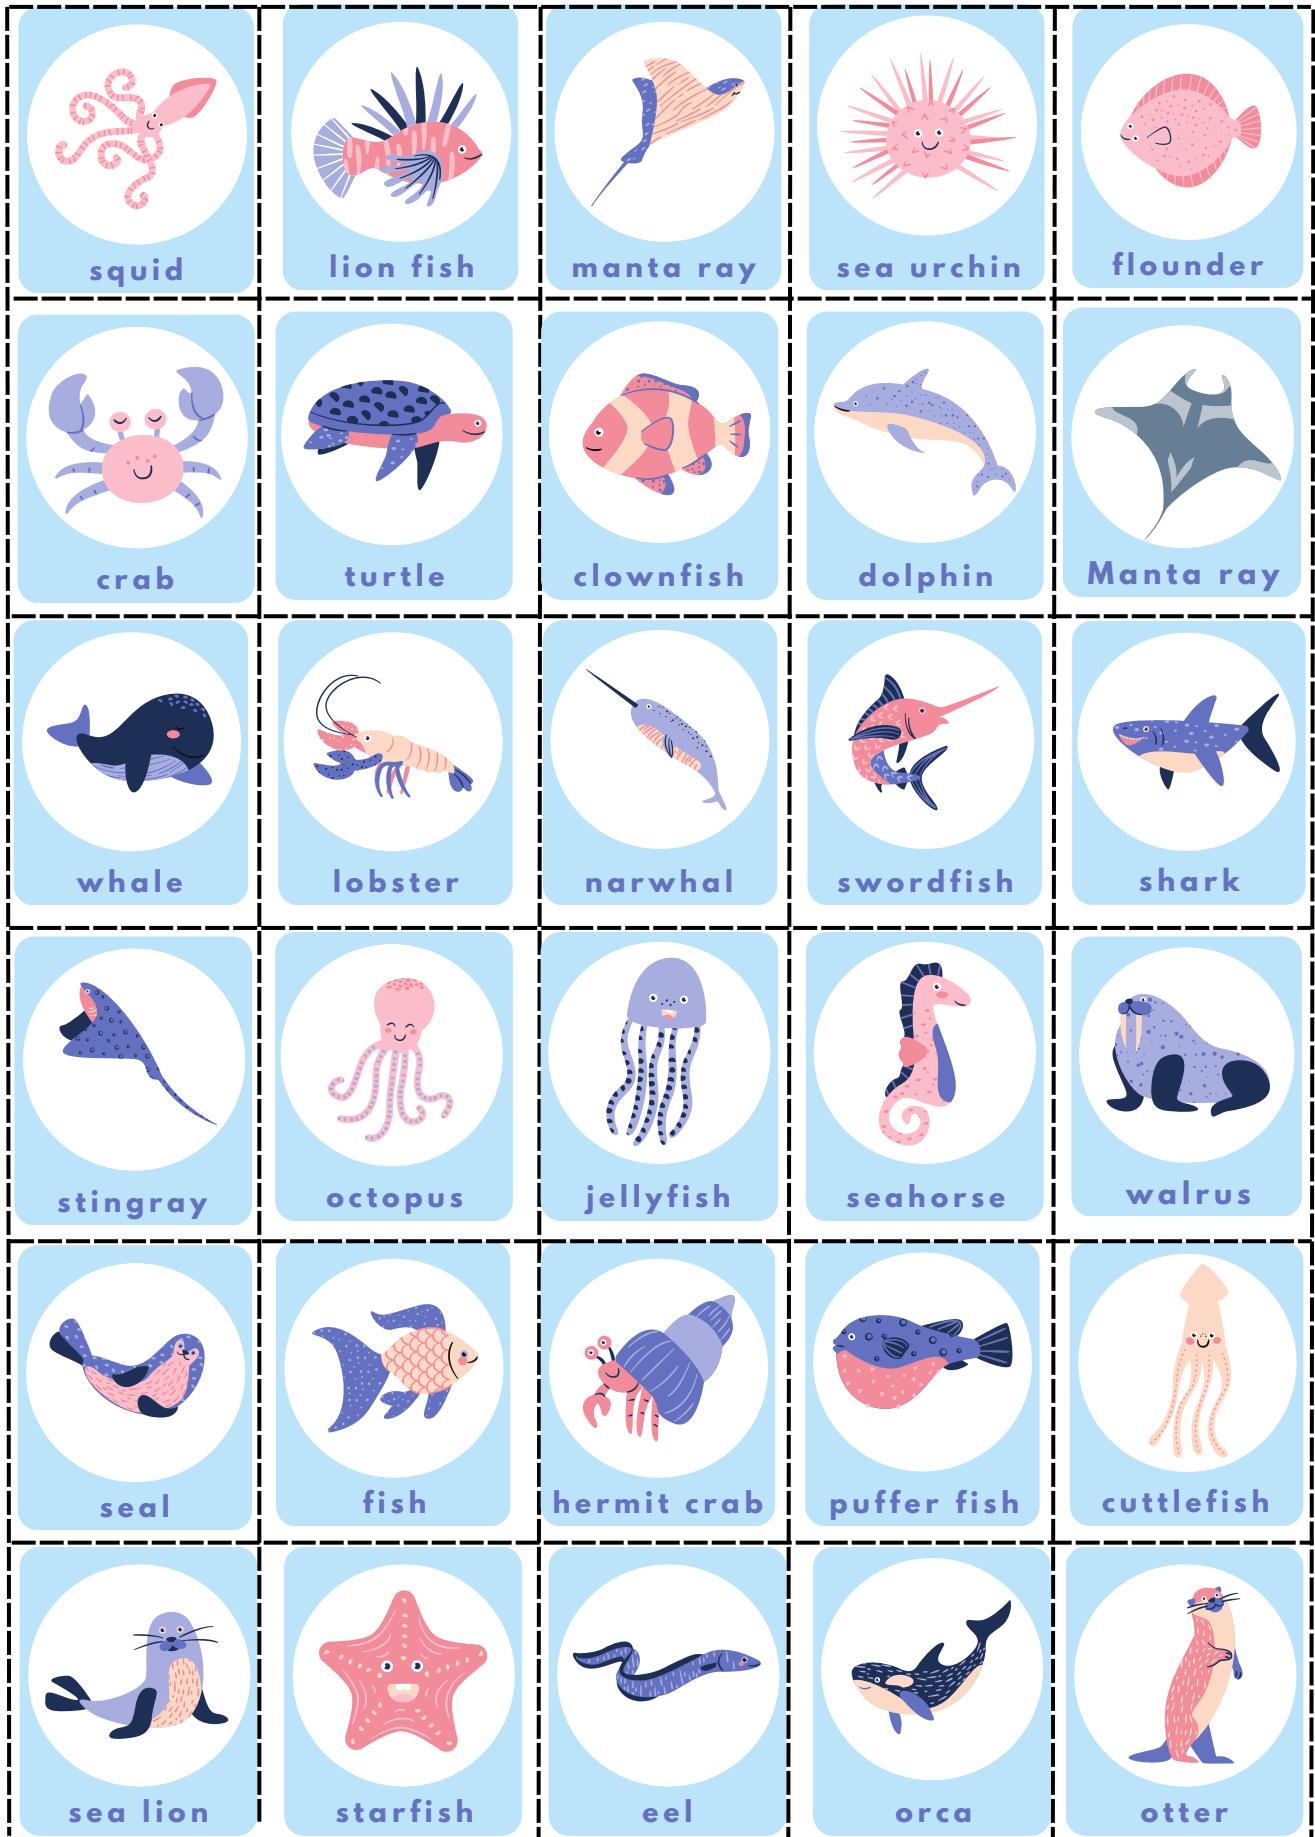 squid
lion fish
manta ray
sea urchin
flounder
crab
turtle
clownfish
dolphin
Manta ray
whale
lobster
narwhal
swordfish
shark
stingray
octopus
jellyfish
seahorse
walrus
seal
fish
hermit crab
puffer fish
cuttlefish
sea lion
starfish
eel
orca
otter